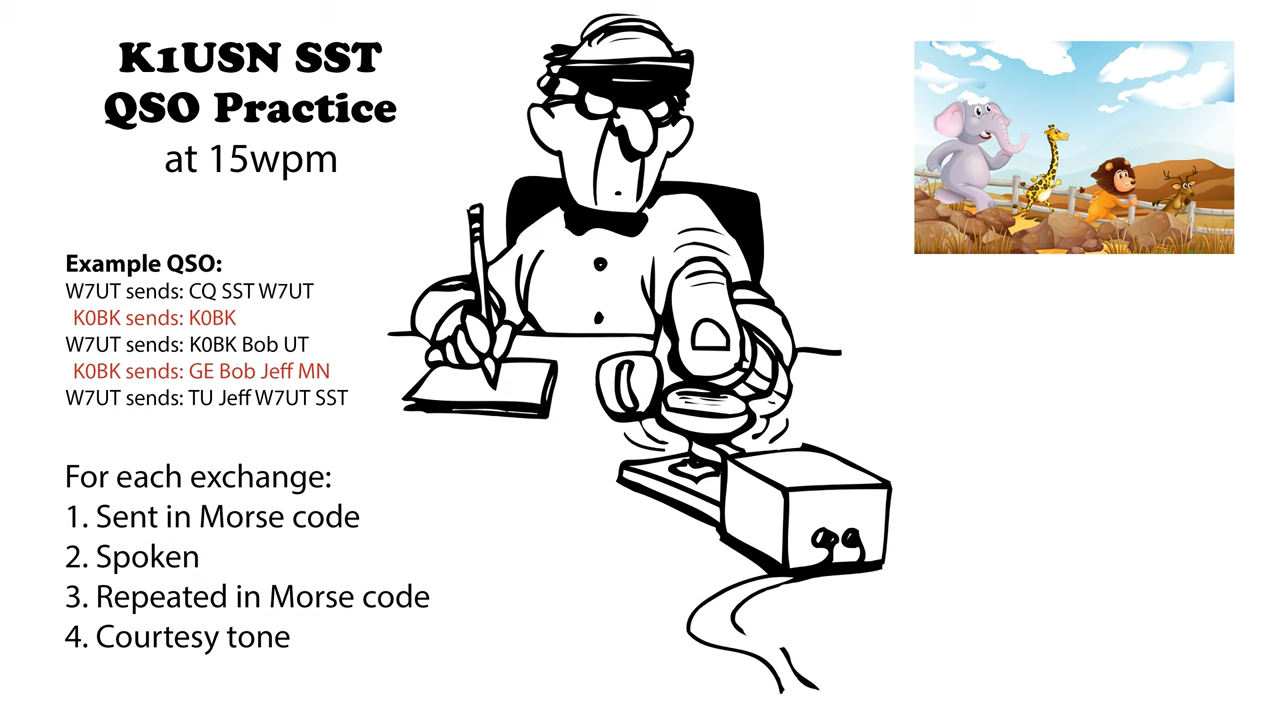 K1USN SST
QSO Practice
at 15wpm
Example QSO:
W7UT sends: CQ SST W7UT
K0BK sends: K0BK
W7UT sends: K0BK Bob UT
K0BK sends: GE Bob Jeff MN
W7UT sends: TU Jeff W7UT SST
For each exchange:
1. Sent in Morse code
2. Spoken
3. Repeated in Morse code
4. Courtesy tone